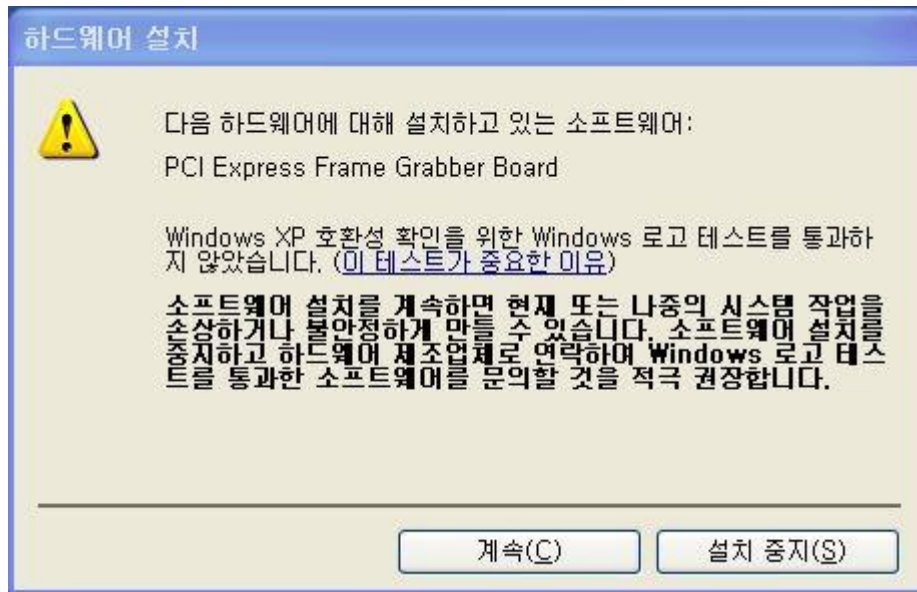 하드웨어 설치
다음 하드웨어에 대해 설치하고 있는 소프트웨어:
PCI Express Frame Grabber Board
Windows XP 호환성 확인을 위한 Windows 로고 테스트를 통과하
지 않았습니다. (이 테스트가 중요한 이유)
소프트웨어 설치를 계속하면 현재 또는 나중의 시스템 작업을
손상하거나 불안정하게 만들 수 있습니다. 소프트웨어 설치를
중지하고 하드웨어 제조업체로 연락하여 Windows 로고 테스
트를 통과한 소프트웨어를 문의할 것을 적극 권장합니다.
계속(C)
설치 중지(S)